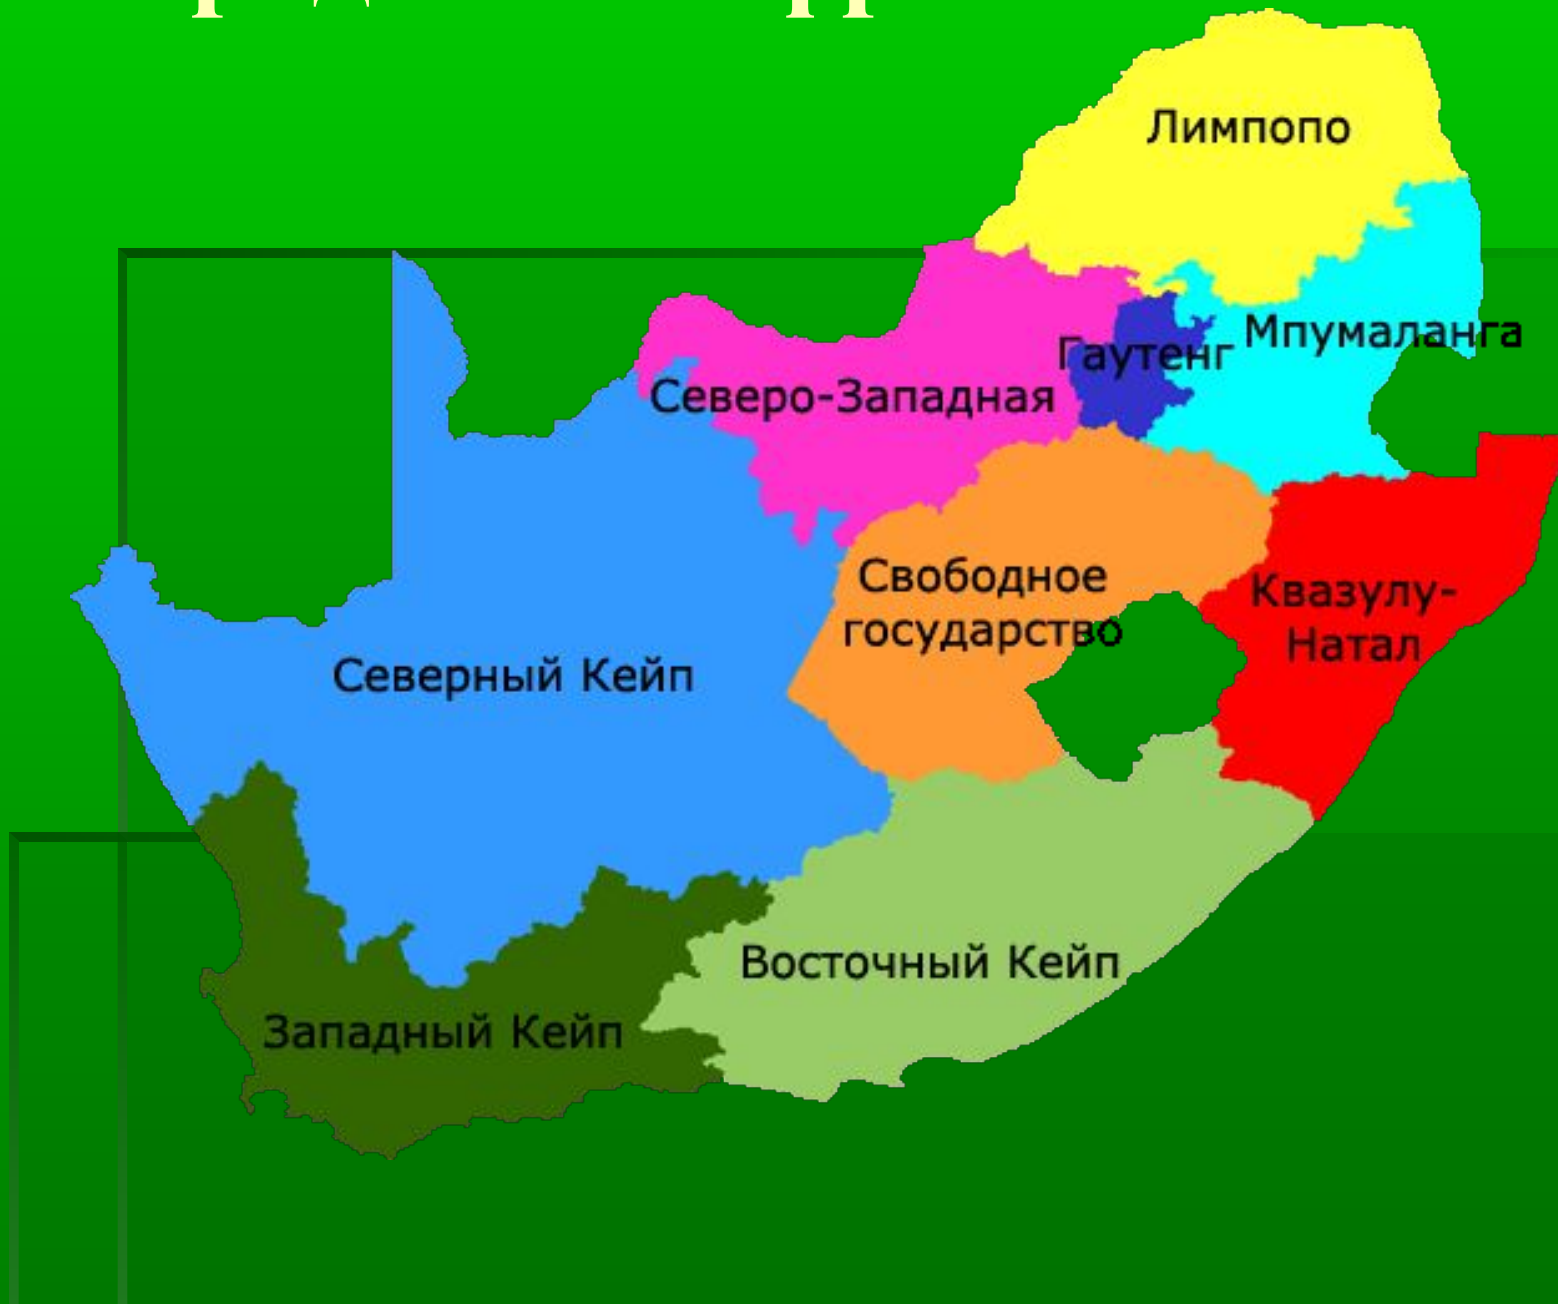 Лимпопо
Мпумаланга
Гаутенг
Северо-Западная
Свободное
государство
Квазулу-
Натал
Северный Кейп
Восточный Кейп
Западный Кейп